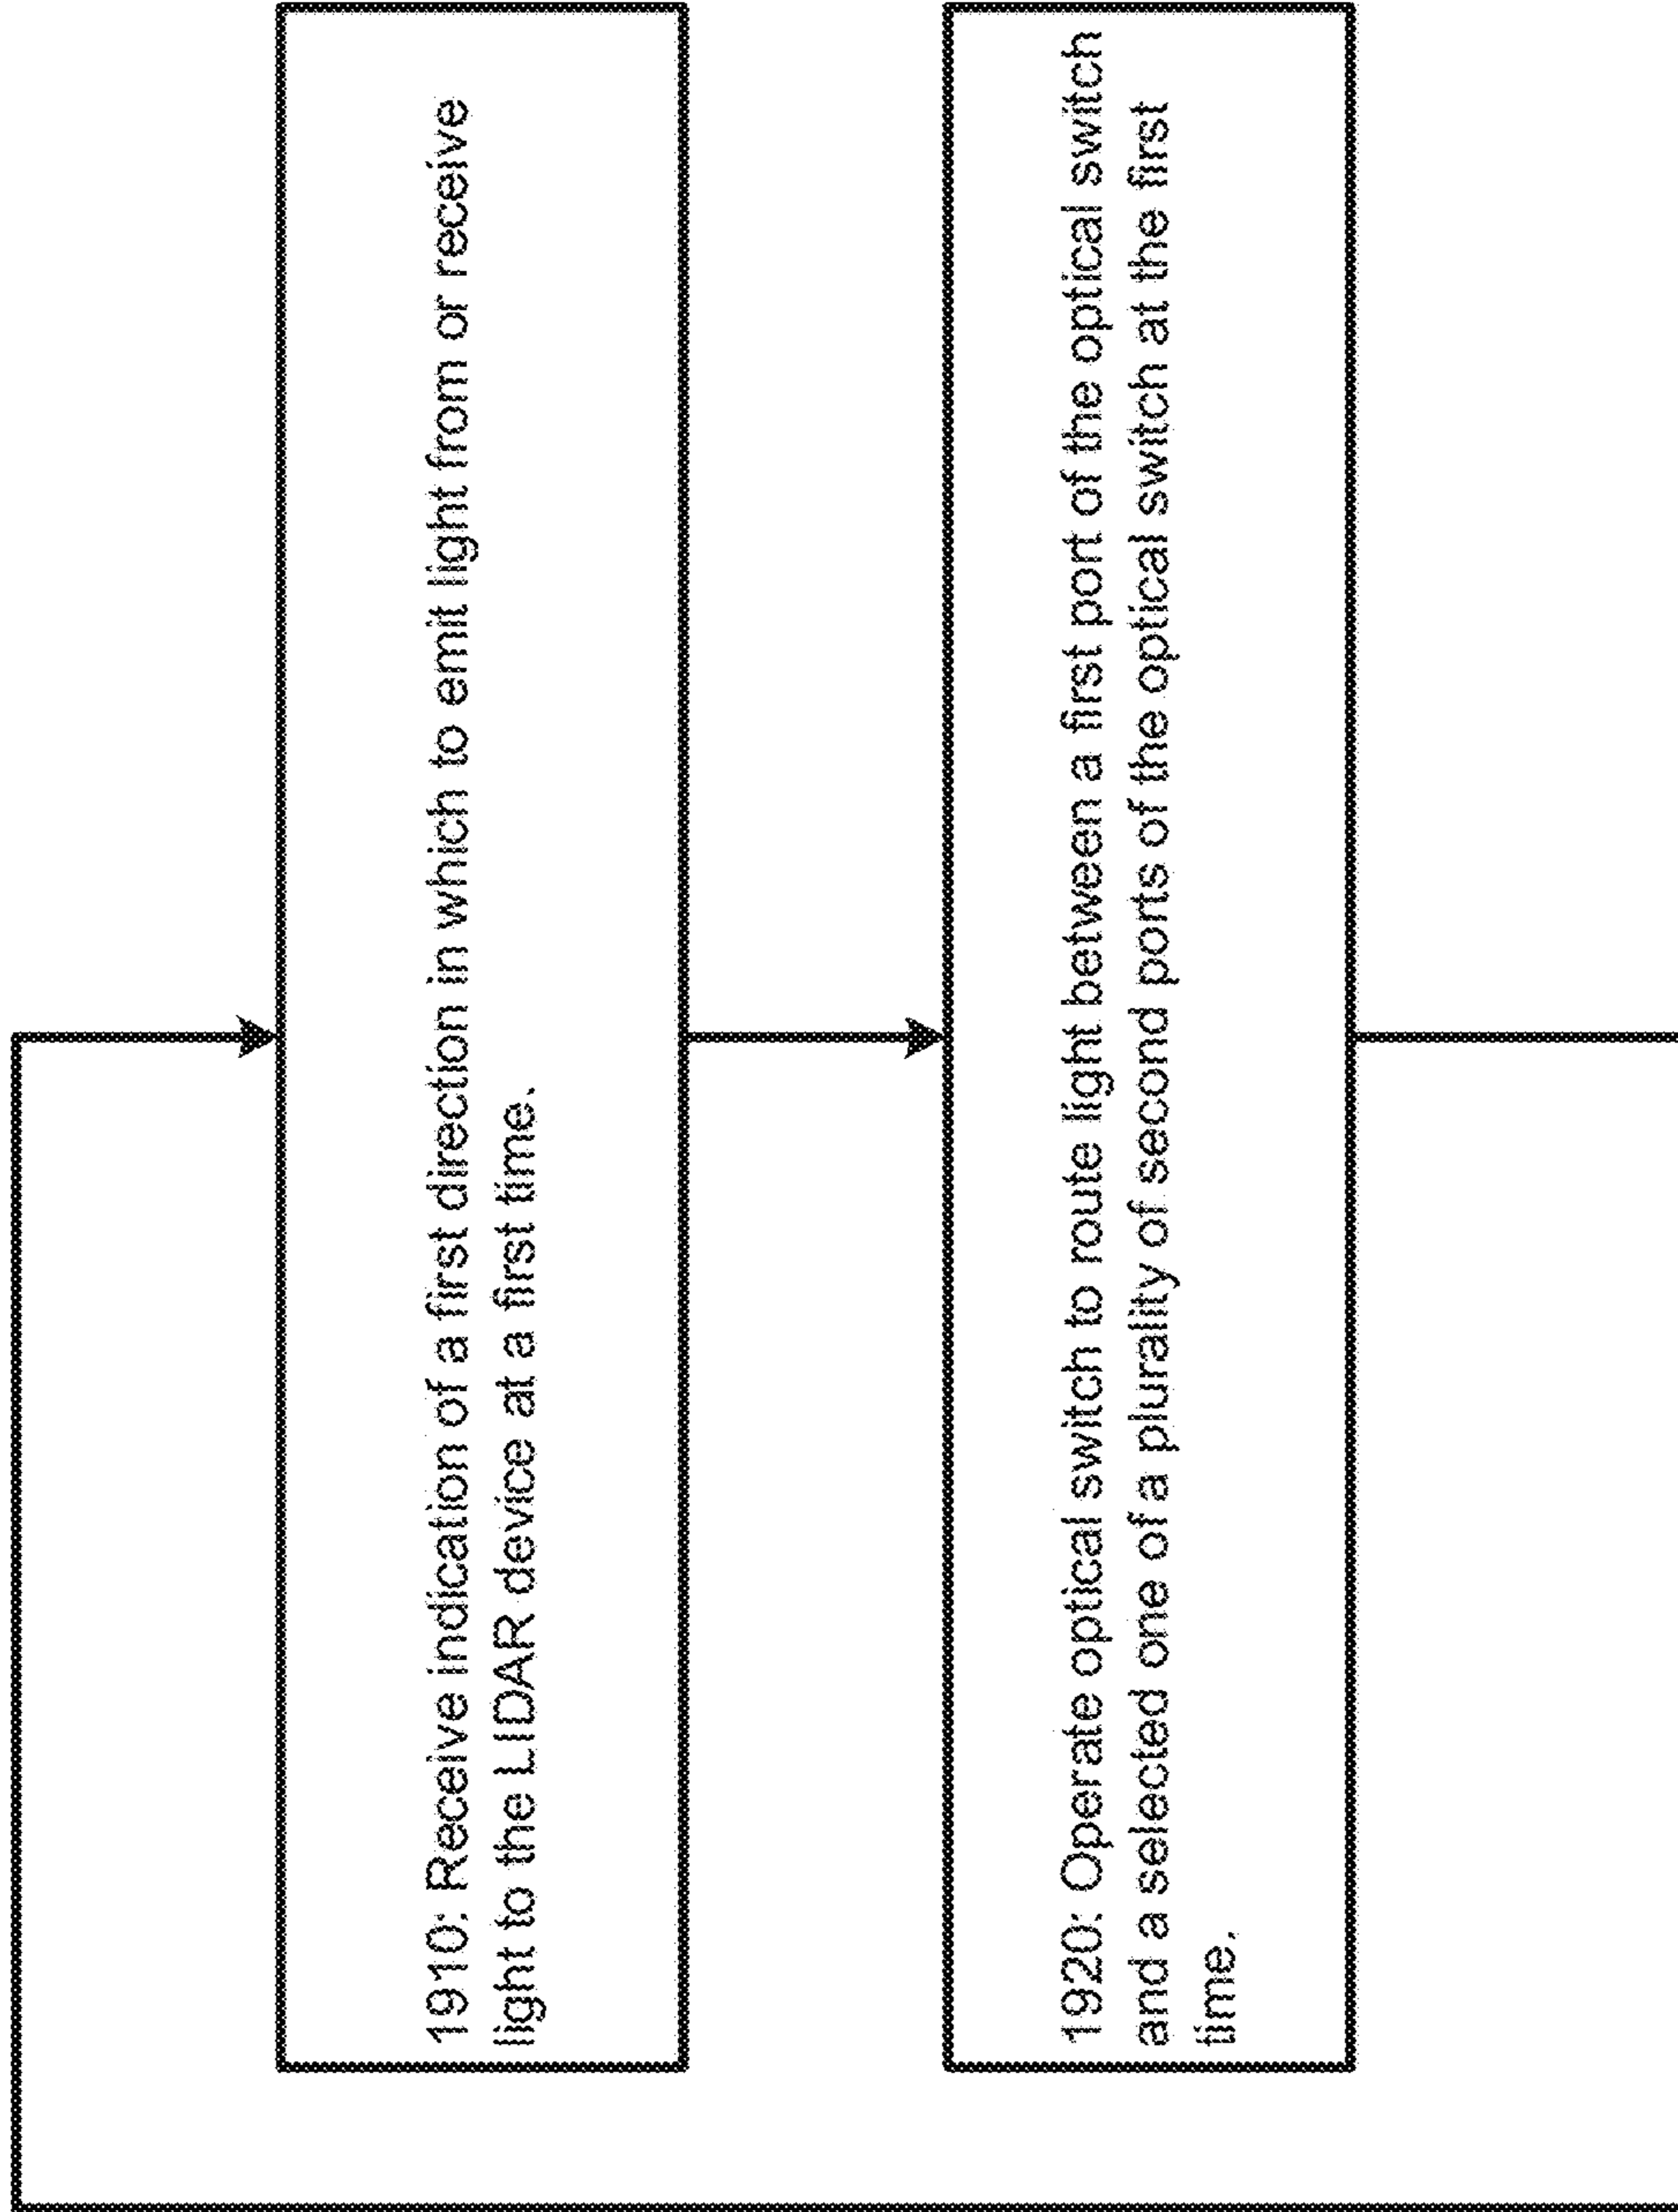 1910: Receive indication of a first direction in which to emit light from or receive
light to the LIDAR device at a first time.
1920: Operate optical switch to route light between a first port of the optical switch
and a selected one of a plurality of second ports of the optical switch at the first
time.